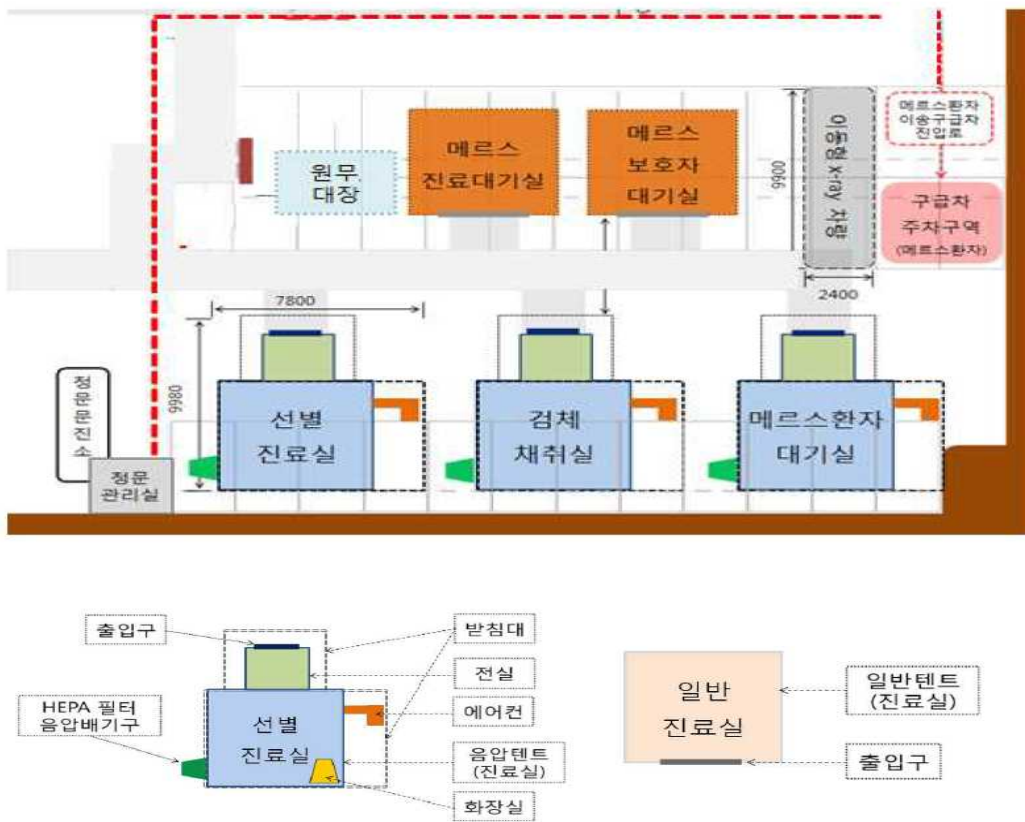 원무
대장
메르스
진료대기실
메르스
보호자
대기실
9900
이동형 x-ray 차량
메르스환자
이송구급차
진입로
구급차
주차구역
(메르스환자)
7800
2400
9980
정문문진소
정문
관리실
선별
진료실
검체
채취실
메르스환자
대기실
출입구
받침대
전실
HEPA 필터
음압배기구
에어컨
선별
진료실
음압텐트
(진료실)
화장실
일반
진료실
일반텐트
(진료실)
출입구